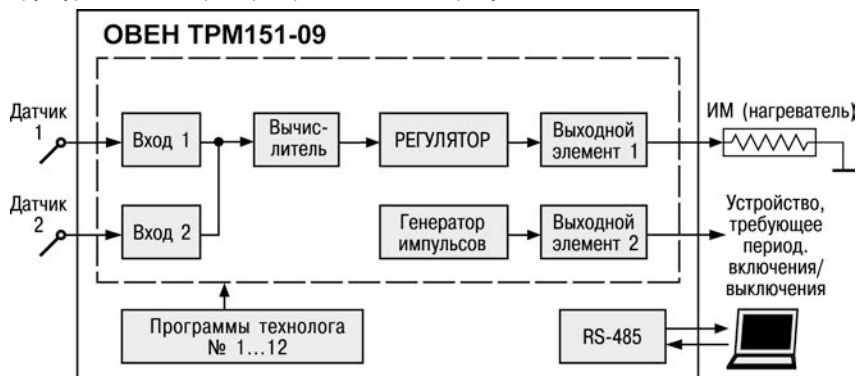 ОВЕН ТРМ151-09
Датчик
1
Вход 1
Вычис-
литель
РЕГУЛЯТОР
Выходной
элемент 1
ИМ (нагреватель)
Датчик
2
Вход 2
Генератор
импульсов
Выходной
элемент 2
Устройство,
требующее
период.
включения/
выключения
Программы технолога
№ 1...12
RS-485